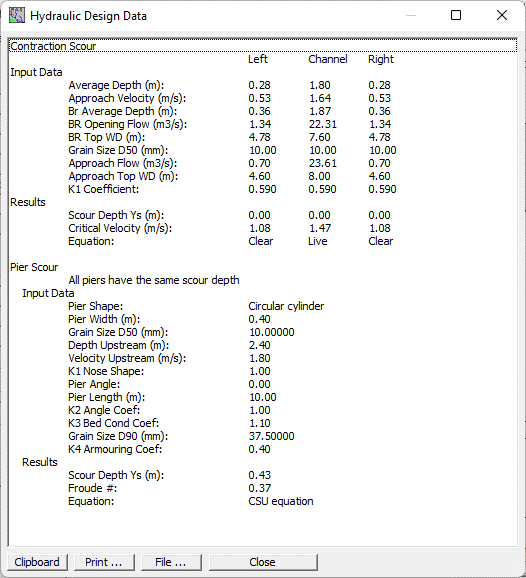 Hydraulic Design Data
Contraction Scour
Left Channel Right
Input Data
Average Depth (m): 0.28 1.80 0.28
Approach Velocity (m/s): 0.53 1.64 0.53
Br Average Depth (m): 0.36 1.87 0.36
BR Opening Flow (m3/s): 1.34 22.31 1.34
BR Top WD (m): 4.78 7.60 4.78
Grain Size D50 (mm): 10.00 10.00 10.00
Approach Flow (m3/s): 0.70 23.61 0.70
Approach Top WD (m): 4.60 8.00 4.60
K1 Coefficient: 0.590 0.590 0.590
Results
Scour Depth Ys (m): 0.00 0.00 0.00
Critical Velocity (m/s): 1.08 1.47 1.08
Equation: Clear Live Clear
Pier Scour
All piers have the same scour depth
Input Data
Pier Shape: Circular cylinder
Pier Width (m): 0.40
Grain Size D50 (mm): 10.00000
Depth Upstream (m): 2.40
Velocity Upstream (m/s): 1.80
K1 Nose Shape: 1.00
Pier Angle: 0.00
Pier Length (m): 10.00
K2 Angle Coef: 1.00
K3 Bed Cond Coef: 1.10
Grain Size D90 (mm): 37.50000
K4 Armouring Coef: 0.40
Results
Scour Depth Ys (m): 0.43
Froude #: 0.37
Equation: CSU equation
Clipboard Print ... File ... Close